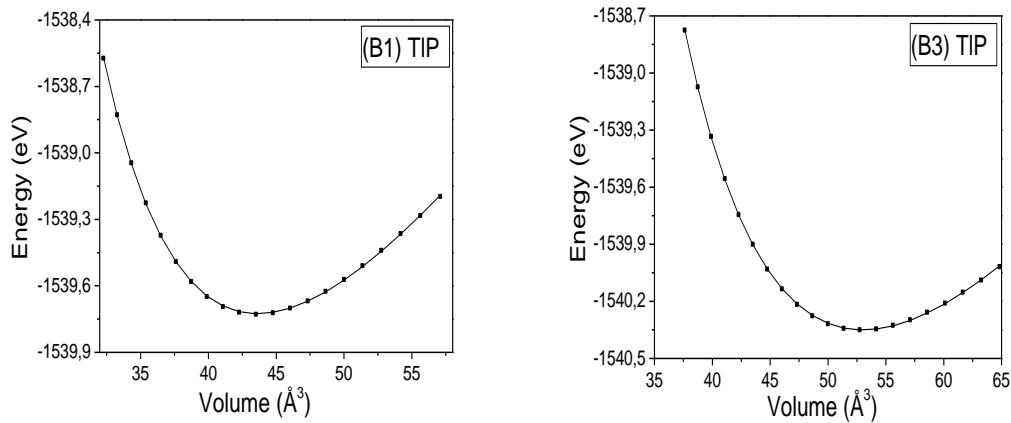 -1538,4
-1538,7
-1539,0
-1539,3
-1539,6
-1539,9
Energy (eV)
35 40 45 50 55
Volume (Å³)
(B1) TlP
-1538,7
-1539,0
-1539,3
-1539,6
-1539,9
-1540,2
-1540,5
Energy (eV)
35 40 45 50 55 60 65
Volume (Å³)
(B3) TlP